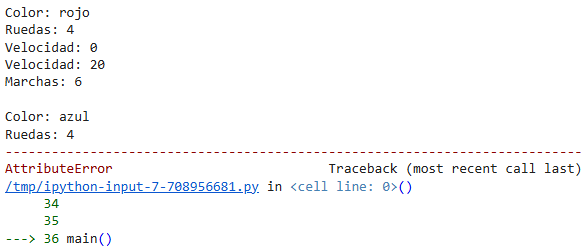 Color: rojo
Ruedas: 4
Velocidad: 0
Velocidad: 20
Marchas: 6

Color: azul
Ruedas: 4
---------------------------------------------------------------------------
AttributeError                            Traceback (most recent call last)
/tmp/ipython-input-7-708956681.py in <cell line: 0>()
     34
     35
---> 36 main()